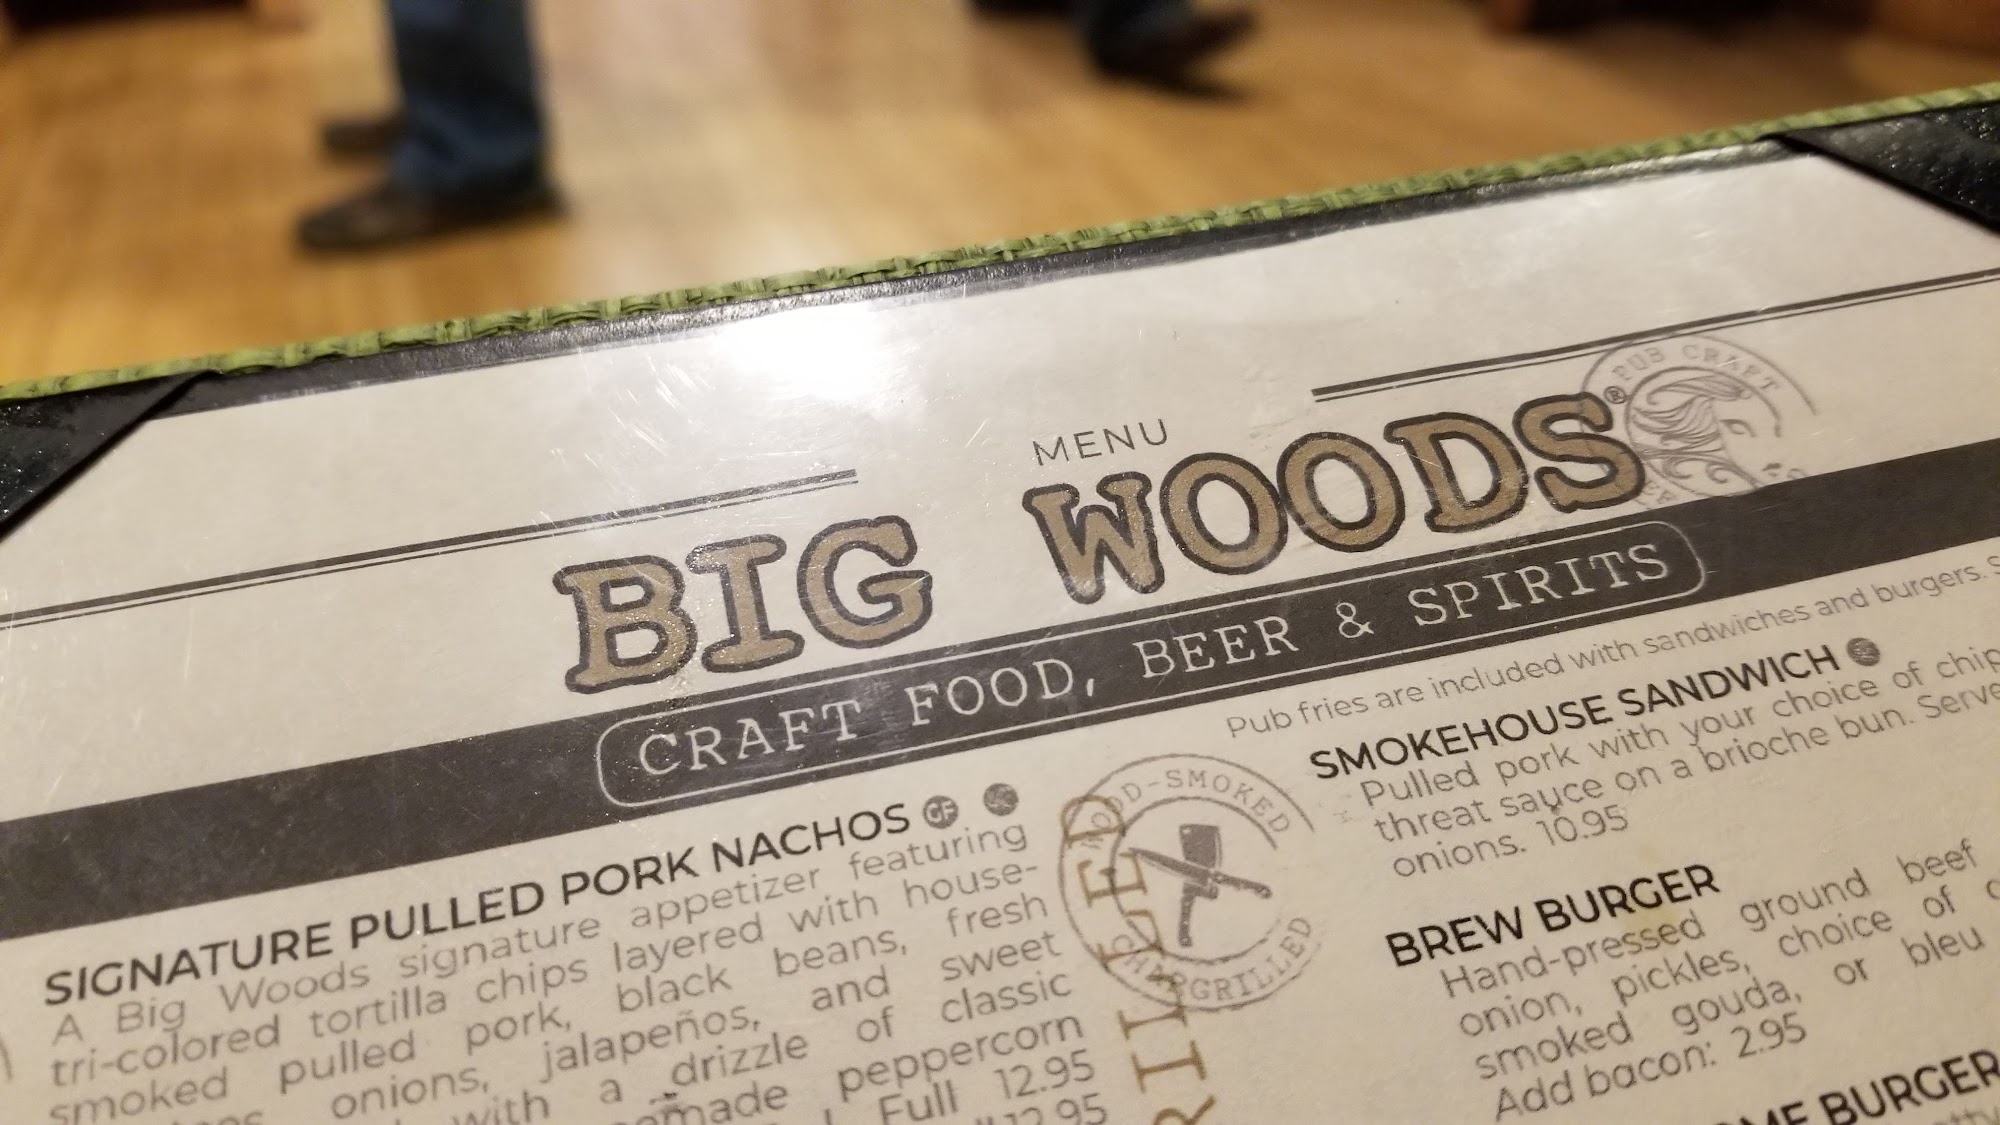 MENU
BIG WOODS®
CRAFT FOOD, BEER & SPIRITS
PUB CRAFT
SIGNATURE PULLED PORK NACHOS GF
A Big Woods signature appetizer featuring
tri-colored tortilla chips layered with house-
smoked pulled pork, black beans, fresh
onions, jalapeños, and sweet
with a drizzle of classic
peppercorn
Full 12.95
12.95
WOOD-SMOKED
GRILLED
Pub fries are included with sandwiches and burgers.
SMOKEHOUSE SANDWICH
Pulled pork with your choice of
threat sauce on a brioche bun.
onions. 10.95
BREW BURGER
Hand-pressed ground beef
onion, pickles, choice of
smoked gouda, or bleu
Add bacon: 2.95
BURGER